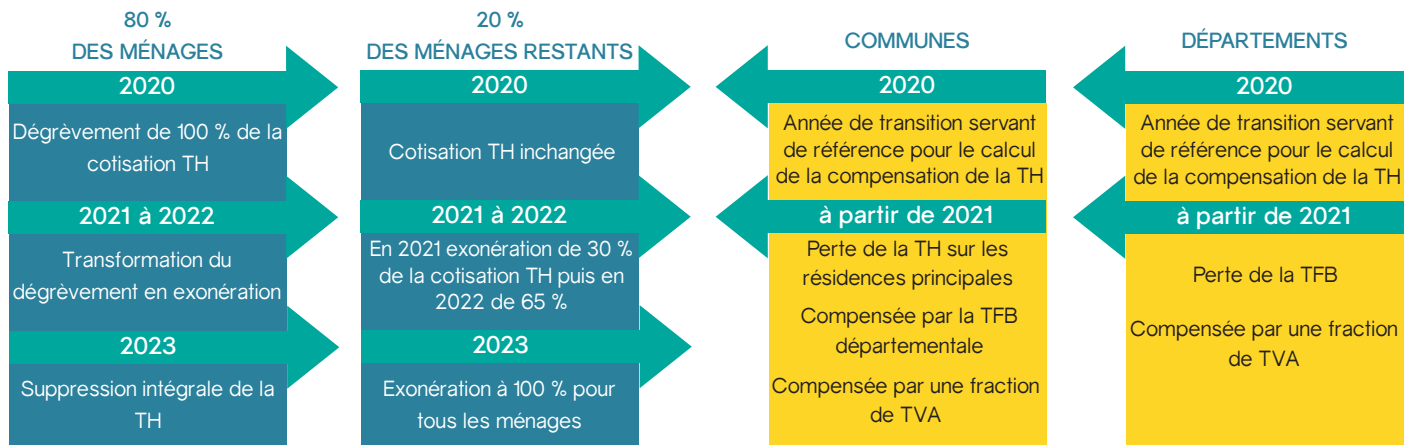 80 %
DES MÉNAGES
2020
Dégrèvement de 100 % de la
cotisation TH
2021 à 2022
Transformation du
dégrèvement en exonération
2023
Suppression intégrale de la
TH
20 %
DES MÉNAGES RESTANTS
2020
Cotisation TH inchangée
2021 à 2022
En 2021 exonération de 30 %
de la cotisation TH puis en
2022 de 65 %
2023
Exonération à 100 % pour
tous les ménages
COMMUNES
2020
Année de transition servant
de référence pour le calcul
de la compensation de la TH
à partir de 2021
Perte de la TH sur les
résidences principales
Compensée par la TFB
départementale
Compensée par une fraction
de TVA
DÉPARTEMENTS
2020
Année de transition servant
de référence pour le calcul
de la compensation de la TH
à partir de 2021
Perte de la TFB
Compensée par une fraction
de TVA